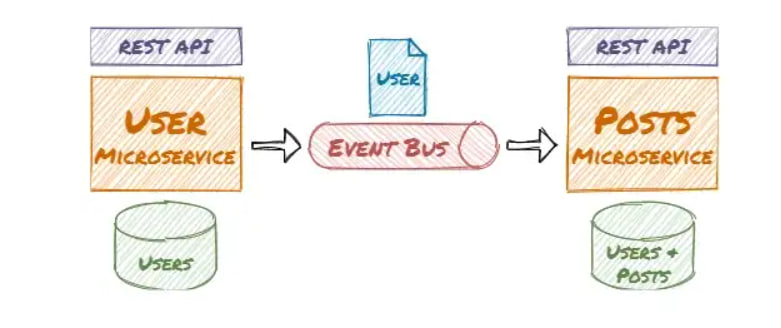 REST API
USER
MICROSERVICE
USERS
USER
EVENT BUS
REST API
POSTS
MICROSERVICE
USERS +
POSTS